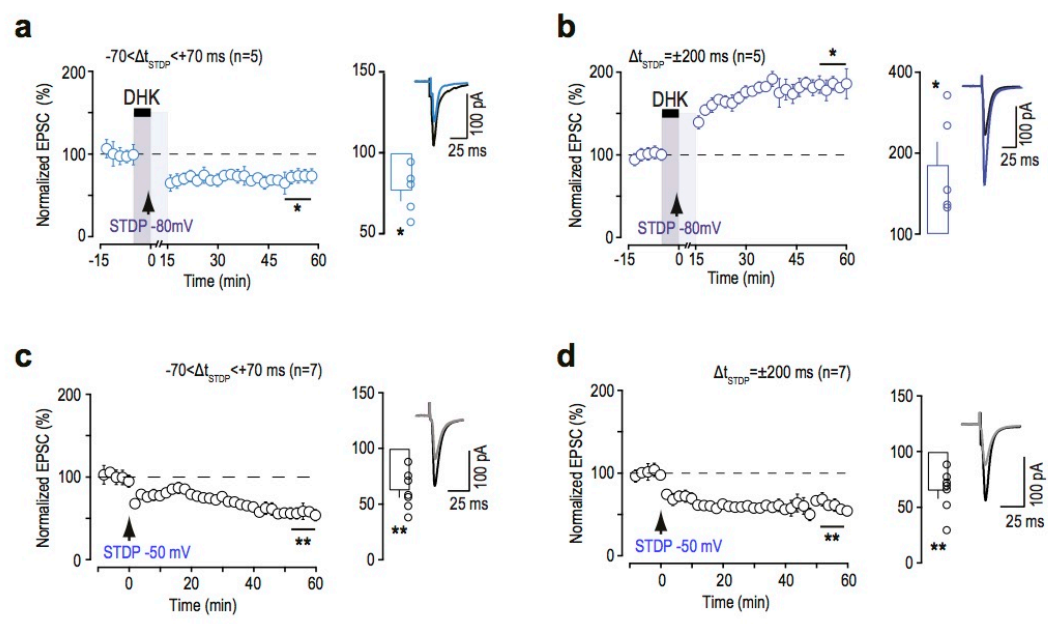 a
-70<Δt_STDP<+70 ms (n=5)
Normalized EPSC (%)
200
100
50
0
DHK
STDP -80mV
*
-15
0
15
30
45
60
Time (min)
150
100
50
*
100 pA
25 ms
b
Δt_STDP=±200 ms (n=5)
Normalized EPSC (%)
200
100
0
DHK
STDP -80mV
*
-15
0
15
30
45
60
Time (min)
400
200
100
*
100 pA
25 ms
c
-70<Δt_STDP<+70 ms (n=7)
Normalized EPSC (%)
200
100
0
STDP -50 mV
**
0
20
40
60
Time (min)
150
100
50
0
**
100 pA
25 ms
d
Δt_STDP=±200 ms (n=7)
Normalized EPSC (%)
200
100
0
STDP -50 mV
**
0
20
40
60
Time (min)
150
100
50
0
**
100 pA
25 ms